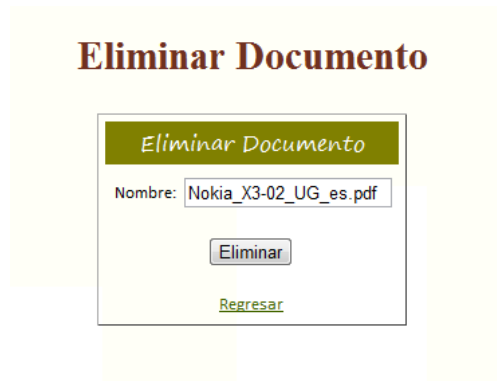 Eliminar Documento
Eliminar Documento
Nombre: Nokia_X3-02_UG_es.pdf
Eliminar
Regresar